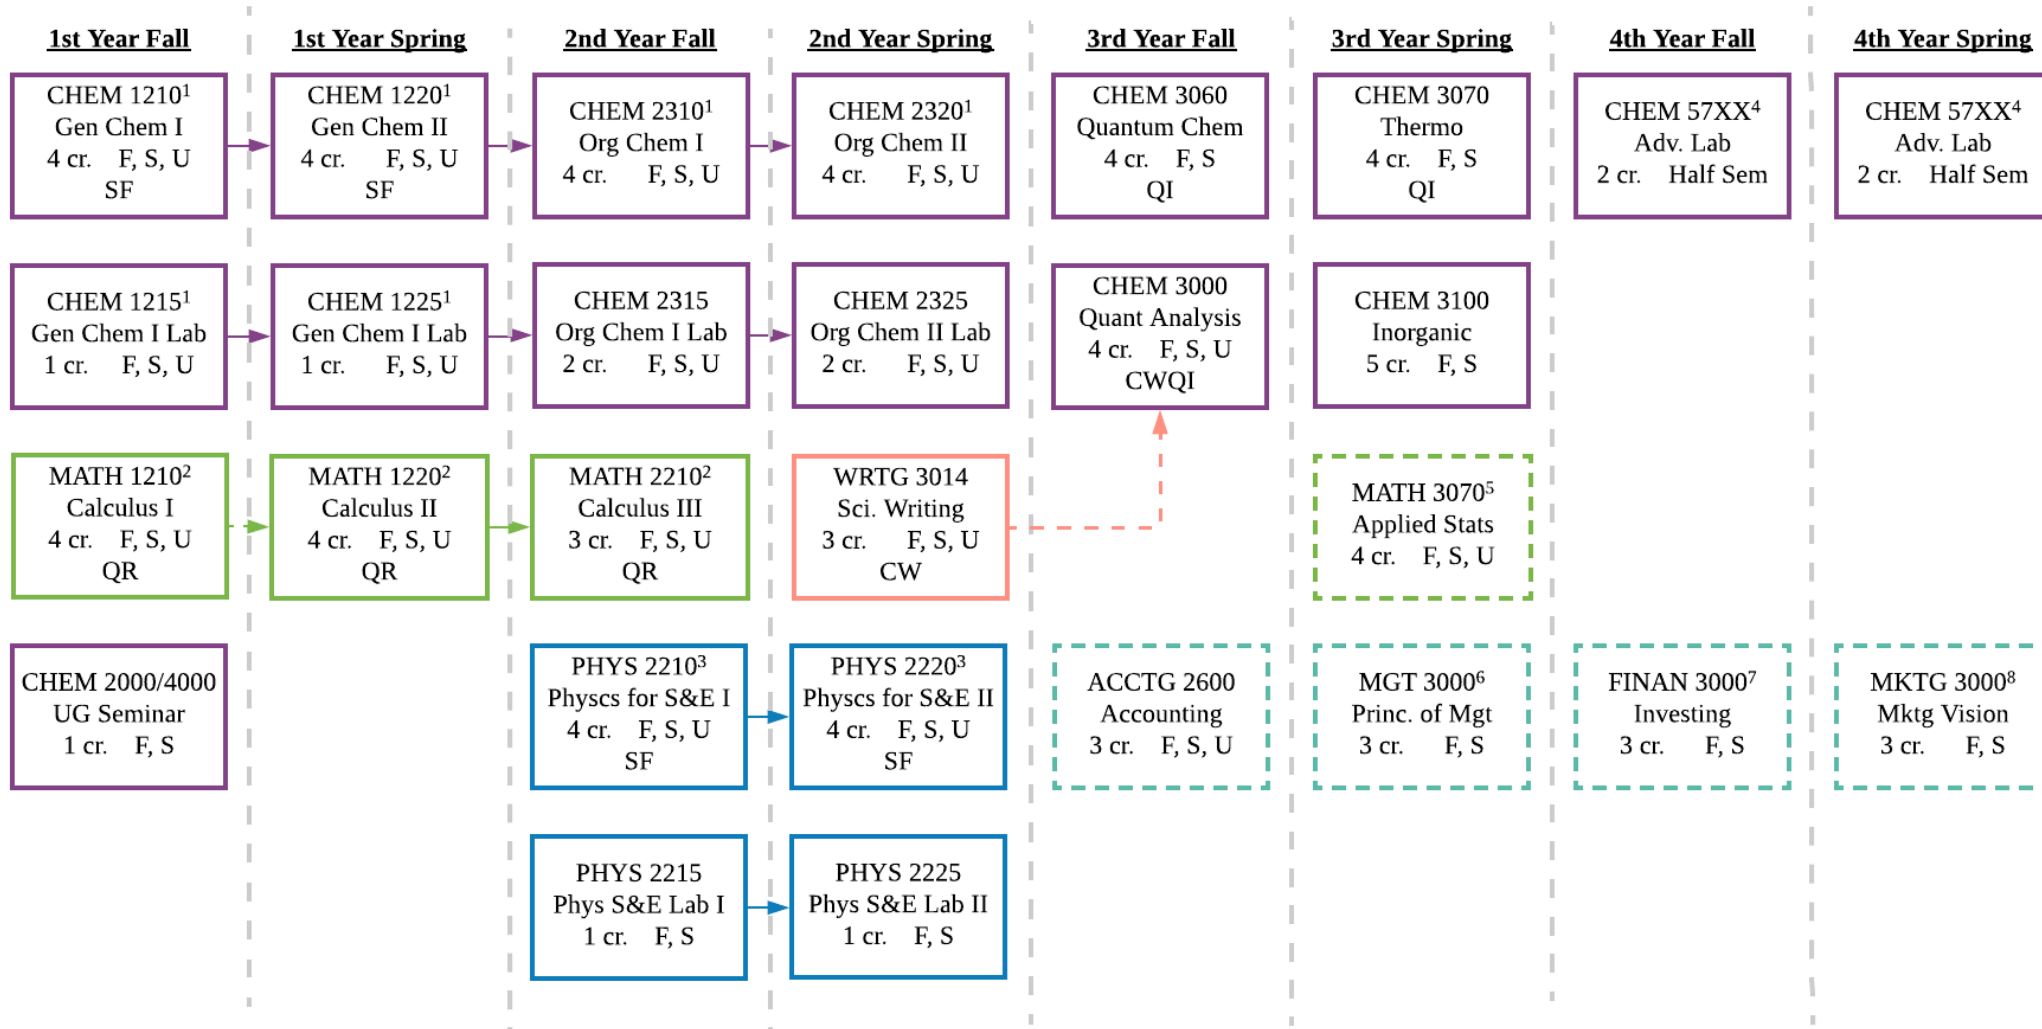 1st Year Fall
1st Year Spring
2nd Year Fall
2nd Year Spring
3rd Year Fall
3rd Year Spring
4th Year Fall
4th Year Spring
CHEM 1210¹
Gen Chem I
4 cr. F, S, U
SF
CHEM 1220¹
Gen Chem II
4 cr. F, S, U
SF
CHEM 2310¹
Org Chem I
4 cr. F, S, U
CHEM 2320¹
Org Chem II
4 cr. F, S, U
CHEM 3060
Quantum Chem
4 cr. F, S
QI
CHEM 3070
Thermo
4 cr. F, S
QI
CHEM 57XX⁴
Adv. Lab
2 cr. Half Sem
CHEM 57XX⁴
Adv. Lab
2 cr. Half Sem
CHEM 1215¹
Gen Chem I Lab
1 cr. F, S, U
CHEM 1225¹
Gen Chem I Lab
1 cr. F, S, U
CHEM 2315
Org Chem I Lab
2 cr. F, S, U
CHEM 2325
Org Chem II Lab
2 cr. F, S, U
CHEM 3000
Quant Analysis
4 cr. F, S, U
CWQI
CHEM 3100
Inorganic
5 cr. F, S
MATH 1210²
Calculus I
4 cr. F, S, U
QR
MATH 1220²
Calculus II
4 cr. F, S, U
QR
MATH 2210²
Calculus III
3 cr. F, S, U
QR
WRTG 3014
Sci. Writing
3 cr. F, S, U
CW
MATH 3070⁵
Applied Stats
4 cr. F, S, U
CHEM 2000/4000
UG Seminar
1 cr. F, S
PHYS 2210³
Physcs for S&E I
4 cr. F, S, U
SF
PHYS 2220³
Physcs for S&E II
4 cr. F, S, U
SF
ACCTG 2600
Accounting
3 cr. F, S, U
MGT 3000⁶
Princ. of Mgt
3 cr. F, S
FINAN 3000⁷
Investing
3 cr. F, S
MKTG 3000⁸
Mktg Vision
3 cr. F, S
PHYS 2215
Phys S&E Lab I
1 cr. F, S
PHYS 2225
Phys S&E Lab II
1 cr. F, S